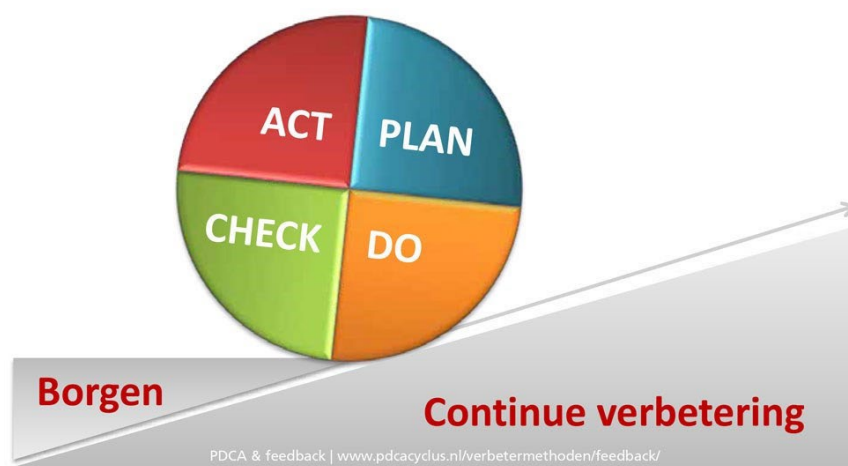 ACT
PLAN
CHECK
DO
Borgen
Continue verbetering
PDCA & feedback | www.pdcacyclus.nl/verbetermethoden/feedback/